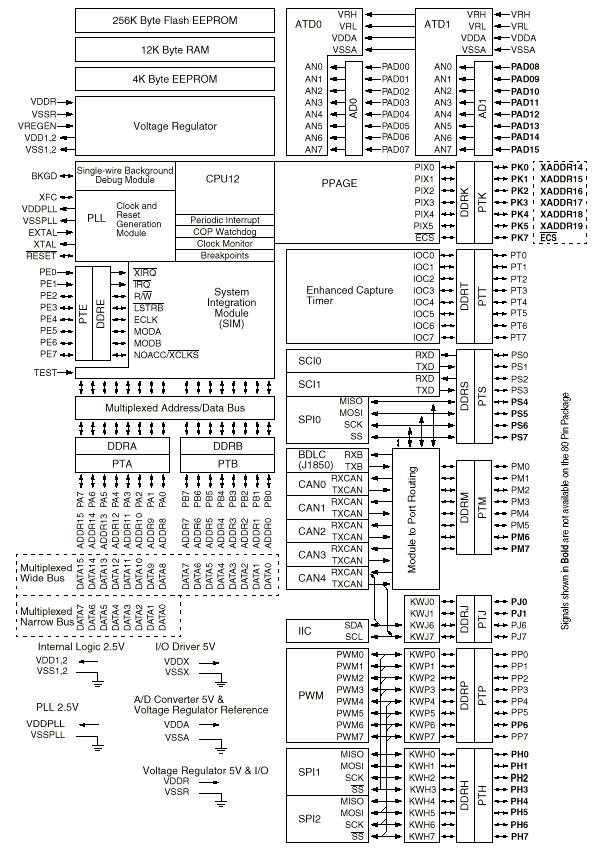 256K Byte Flash EEPROM
12K Byte RAM
4K Byte EEPROM
VDDR
VSSR
VREGEN
VDD1,2
VSS1,2
Voltage Regulator
BKGD
Single-wire Background
Debug Module
CPU12
XFC
VDDPLL
VSSPLL
EXTAL
XTAL
RESET
PLL
Clock and
Reset
Generation
Module
Periodic Interrupt
COP Watchdog
Clock Monitor
Breakpoints
PE0
PE1
PE2
PE3
PE4
PE5
PE6
PE7
TEST
PTE
DDRE
XIRQ
IRQ
R/W
LSTRB
ECLK
MODA
MODB
NOACC/XCLKS
System
Integration
Module
(SIM)
Multiplexed Address/Data Bus
DDRA
PTA
DDRB
PTB
PA7
PA6
PA5
PA4
PA3
PA2
PA1
PA0
PB7
PB6
PB5
PB4
PB3
PB2
PB1
PB0
ADDR15
ADDR14
ADDR13
ADDR12
ADDR11
ADDR10
ADDR9
ADDR8
ADDR7
ADDR6
ADDR5
ADDR4
ADDR3
ADDR2
ADDR1
ADDR0
Multiplexed
Wide Bus
DATA15
DATA14
DATA13
DATA12
DATA11
DATA10
DATA9
DATA8
DATA7
DATA6
DATA5
DATA4
DATA3
DATA2
DATA1
DATA0
Multiplexed
Narrow Bus
DATA7
DATA6
DATA5
DATA4
DATA3
DATA2
DATA1
DATA0
Internal Logic 2.5V
VDD1,2
VSS1,2
I/O Driver 5V
VDDX
VSSX
PLL 2.5V
VDDPLL
VSSPLL
A/D Converter 5V &
Voltage Regulator Reference
VDDA
VSSA
Voltage Regulator 5V & I/O
VDDR
VSSR
ATD0
VRH
VRL
VDDA
VSSA
VRH
VRL
VDDA
VSSA
ATD1
VRH
VRL
VDDA
VSSA
VRH
VRL
VDDA
VSSA
AN0
AN1
AN2
AN3
AN4
AN5
AN6
AN7
AD0
PAD00
PAD01
PAD02
PAD03
PAD04
PAD05
PAD06
PAD07
AN0
AN1
AN2
AN3
AN4
AN5
AN6
AN7
AD1
PAD08
PAD09
PAD10
PAD11
PAD12
PAD13
PAD14
PAD15
PPAGE
PIX0
PIX1
PIX2
PIX3
PIX4
PIX5
ECS
DDRK
PTK
PK0
PK1
PK2
PK3
PK4
PK5
PK7
XADDR14
XADDR15
XADDR16
XADDR17
XADDR18
XADDR19
ECS
Enhanced Capture
Timer
IOC0
IOC1
IOC2
IOC3
IOC4
IOC5
IOC6
IOC7
DDRT
PTT
PT0
PT1
PT2
PT3
PT4
PT5
PT6
PT7
SCI0
RXD
TXD
SCI1
RXD
TXD
SPI0
MISO
MOSI
SCK
SS
DDRS
PTS
PS0
PS1
PS2
PS3
PS4
PS5
PS6
PS7
BDLC
(J1850)
RXB
TXB
CAN0
RXCAN
TXCAN
CAN1
RXCAN
TXCAN
CAN2
RXCAN
TXCAN
CAN3
RXCAN
TXCAN
CAN4
RXCAN
TXCAN
Module to Port Routing
DDRM
PTM
PM0
PM1
PM2
PM3
PM4
PM5
PM6
PM7
IIC
SDA
SCL
KWJ0
KWJ1
KWJ6
KWJ7
DDRJ
PTJ
PJ0
PJ1
PJ6
PJ7
PWM
PWM0
PWM1
PWM2
PWM3
PWM4
PWM5
PWM6
PWM7
KWP0
KWP1
KWP2
KWP3
KWP4
KWP5
KWP6
KWP7
DDRP
PTP
PP0
PP1
PP2
PP3
PP4
PP5
PP6
PP7
SPI1
MISO
MOSI
SCK
SS
SPI2
MISO
MOSI
SCK
SS
KWH0
KWH1
KWH2
KWH3
KWH4
KWH5
KWH6
KWH7
DDRH
PTH
PH0
PH1
PH2
PH3
PH4
PH5
PH6
PH7
Signals shown in Bold are not available on the 80 Pin Package